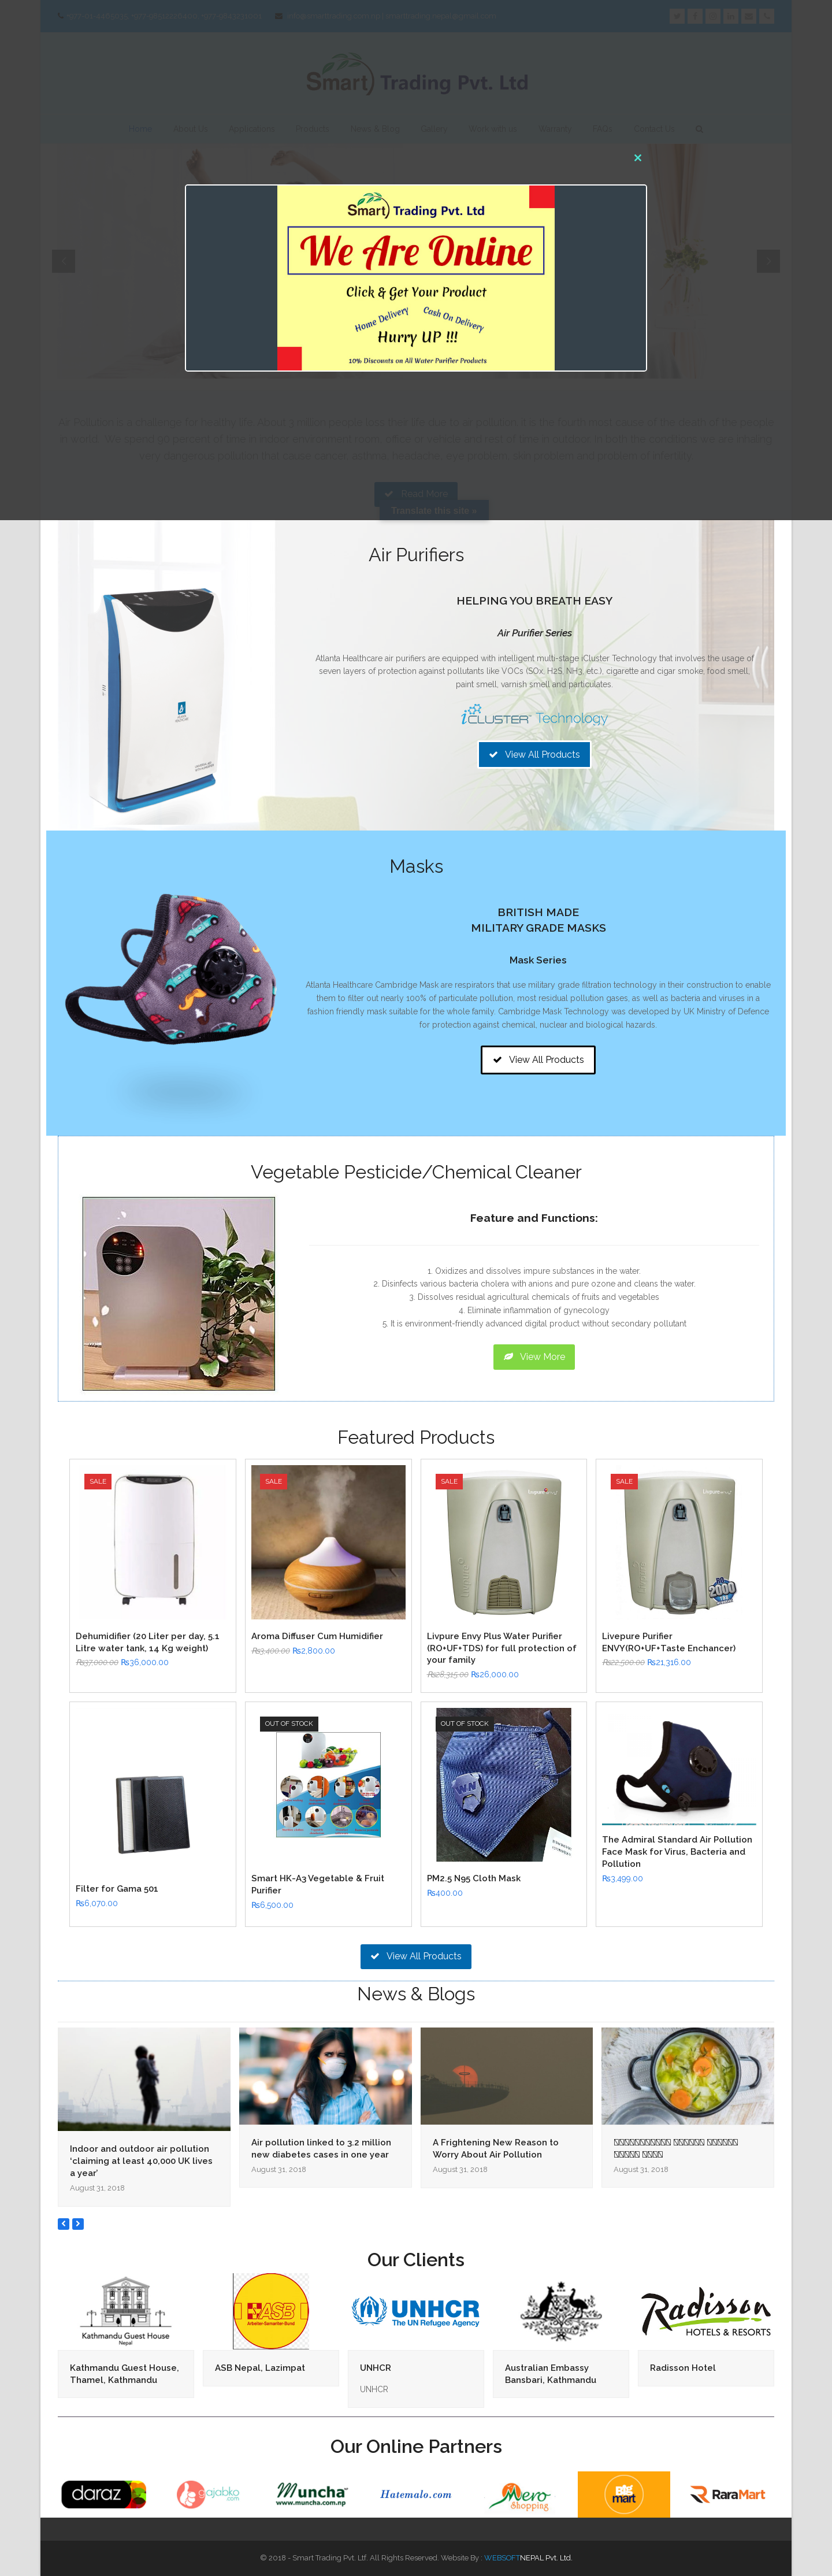 Smart Trading Pvt. Ltd
Home About Us Products News & Blog FAQs
×
Smart Trading Pvt. Ltd
We Are Online
Click & Get Your Product
Home Delivery Cash On Delivery
Hurry UP !!!
10% Discounts on All Water Purifier Products
Read More
Translate this site »
Air Purifiers
HELPING YOU BREATH EASY
Air Purifier Series
Atlanta Healthcare air purifiers are equipped with intelligent multi-stage iCluster Technology that involves the usage of
seven layers of protection against pollutants like VOCs (SOx, H2S, NH3, etc.), cigarette and cigar smoke, food smell,
paint smell, varnish smell and particulates.
iCLUSTER Technology
View All Products
Masks
BRITISH MADE
MILITARY GRADE MASKS
Mask Series
Atlanta Healthcare Cambridge Mask are respirators that use military grade filtration technology in their construction to enable
them to filter out nearly 100% of particulate pollution, most residual pollution gases, as well as bacteria and viruses in a
fashion friendly mask suitable for the whole family. Cambridge Mask Technology was developed by UK Ministry of Defence
for protection against chemical, nuclear and biological hazards.
View All Products
Vegetable Pesticide/Chemical Cleaner
Feature and Functions:
1. Oxidizes and dissolves impure substances in the water.
2. Disinfects various bacteria cholera with anions and pure ozone and cleans the water.
3. Dissolves residual agricultural chemicals of fruits and vegetables
4. Eliminate inflammation of gynecology
5. It is environment-friendly advanced digital product without secondary pollutant
View More
Featured Products
SALE
Dehumidifier (20 Liter per day, 5.1
Litre water tank, 14 Kg weight)
₨37,000.00 ₨36,000.00
SALE
Aroma Diffuser Cum Humidifier
₨3,400.00 ₨2,800.00
SALE
Livpure Envy Plus Water Purifier
(RO+UF+TDS) for full protection of
your family
₨28,315.00 ₨26,000.00
SALE
2000
Livepure Purifier
ENVY(RO+UF+Taste Enchancer)
₨22,500.00 ₨21,316.00
Filter for Gama 501
₨6,070.00
OUT OF STOCK
Smart HK-A3 Vegetable & Fruit
Purifier
₨6,500.00
OUT OF STOCK
PM2.5 N95 Cloth Mask
₨400.00
The Admiral Standard Air Pollution
Face Mask for Virus, Bacteria and
Pollution
₨3,499.00
View All Products
News & Blogs
Indoor and outdoor air pollution
‘claiming at least 40,000 UK lives
a year’
August 31, 2018
Air pollution linked to 3.2 million
new diabetes cases in one year
August 31, 2018
A Frightening New Reason to
Worry About Air Pollution
August 31, 2018
August 31, 2018
Our Clients
Kathmandu Guest House
Nepal
Kathmandu Guest House,
Thamel, Kathmandu
ASB
Arbeiter-Samariter-Bund
ASB Nepal, Lazimpat
UNHCR
The UN Refugee Agency
UNHCR
UNHCR
Australian Embassy
Bansbari, Kathmandu
Radisson
HOTELS & RESORTS
Radisson Hotel
Our Online Partners
daraz
gajabko.com
Muncha
www.muncha.com.np
Hatemalo.com
Mero
Shopping
big mart
RaraMart
© 2018 - Smart Trading Pvt. Ltf. All Rights Reserved. Website By : WEBSOFTNEPAL Pvt. Ltd.